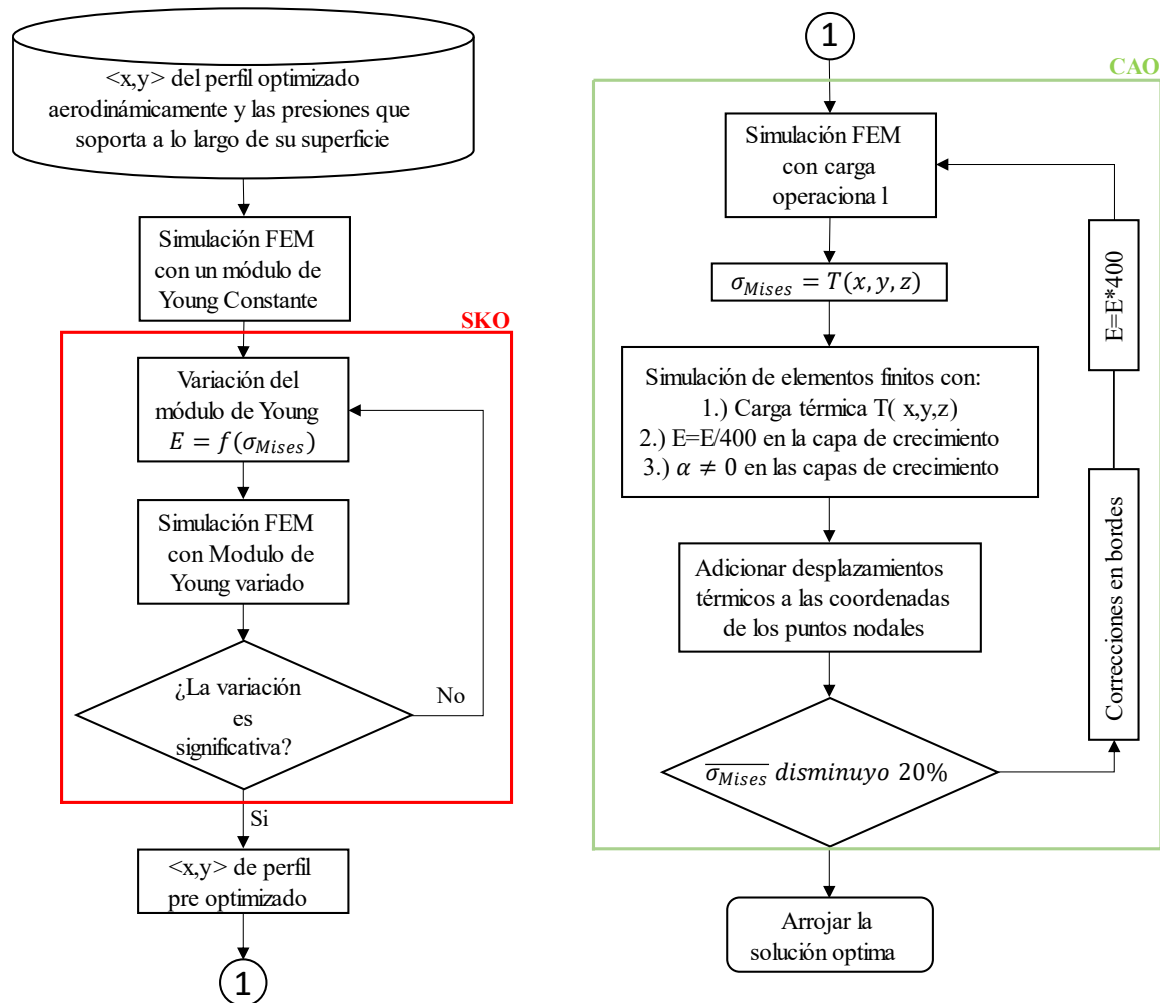 <x,y> del perfil optimizado
aerodinámicamente y las presiones que
soporta a lo largo de su superficie
Simulación FEM
con un módulo de
Young Constante
SKO
Variación del
módulo de Young
E = f(σMises)
Simulación FEM
con Modulo de
Young variado
¿La variación
es
significativa?
No
Si
<x,y> de perfil
pre optimizado
1
1
CAO
Simulación FEM
con carga
operaciona l
σMises = T(x, y, z)
Simulación de elementos finitos con:
1.) Carga térmica T( x,y,z)
2.) E=E/400 en la capa de crecimiento
3.) α ≠ 0 en las capas de crecimiento
Adicionar desplazamientos
térmicos a las coordenadas
de los puntos nodales
σMises disminuyo 20%
Correcciones en bordes
E=E*400
Arrojar la
solución optima